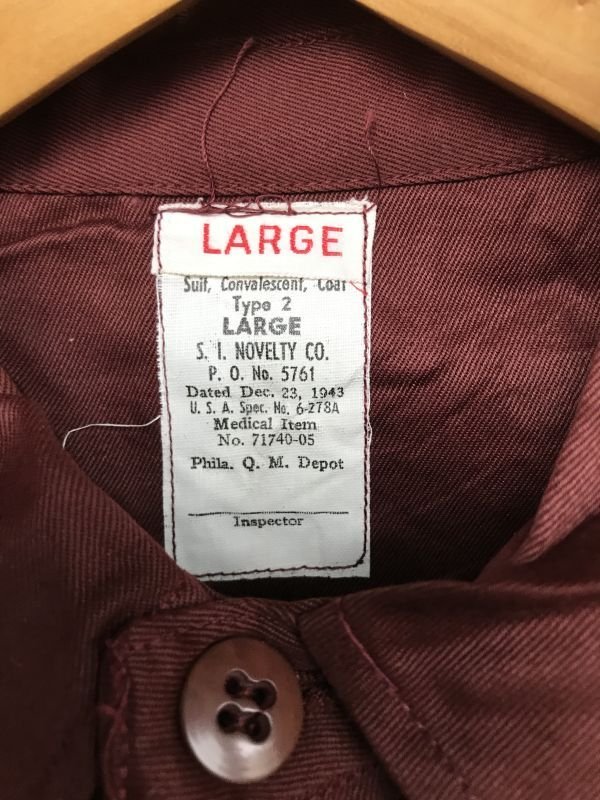 LARGE
Suit, Convalescent, Coat
Type 2
LARGE
S. I. NOVELTY CO.
P. O. No. 5761
Dated Dec. 23, 1943
U. S. A. Spec. No. 6-278A
Medical Item
No. 71740-05
Phila. Q. M. Depot
Inspector